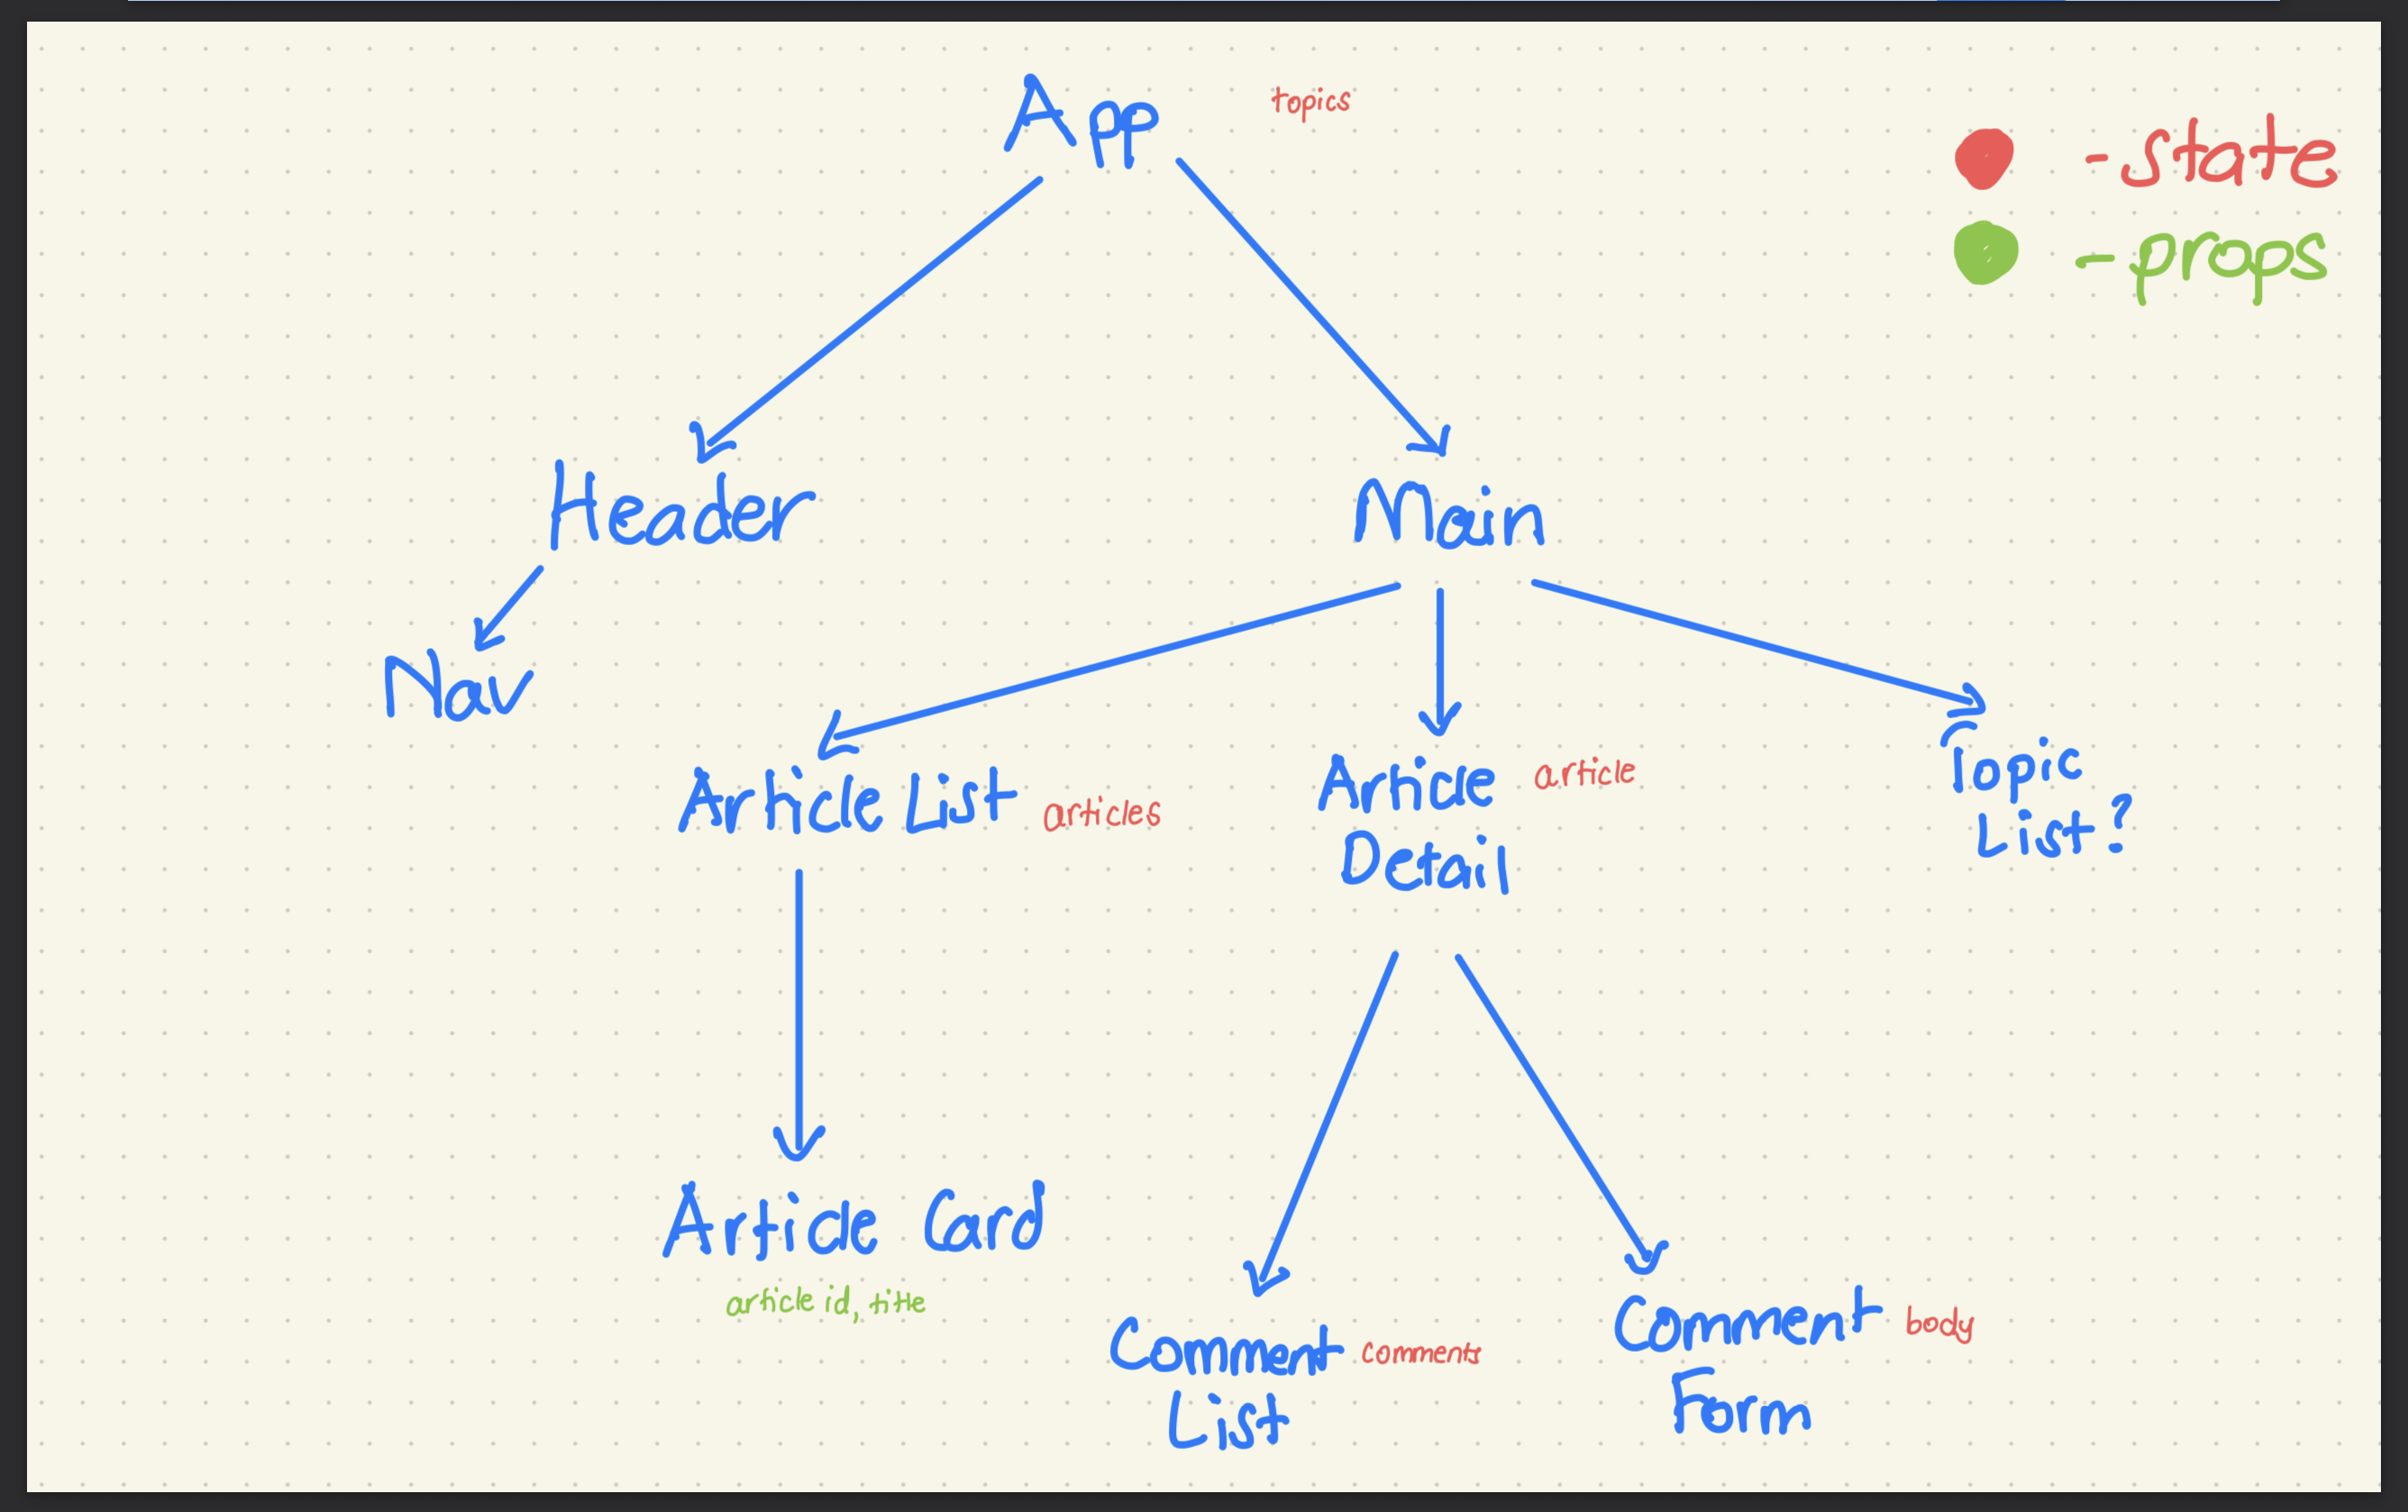 App
topics
- state
- props
Header
Main
Nav
Article List
articles
Article
Detail
article
Topic
List?
Article Card
article id, title
Comment
List
comments
Comment
Form
body